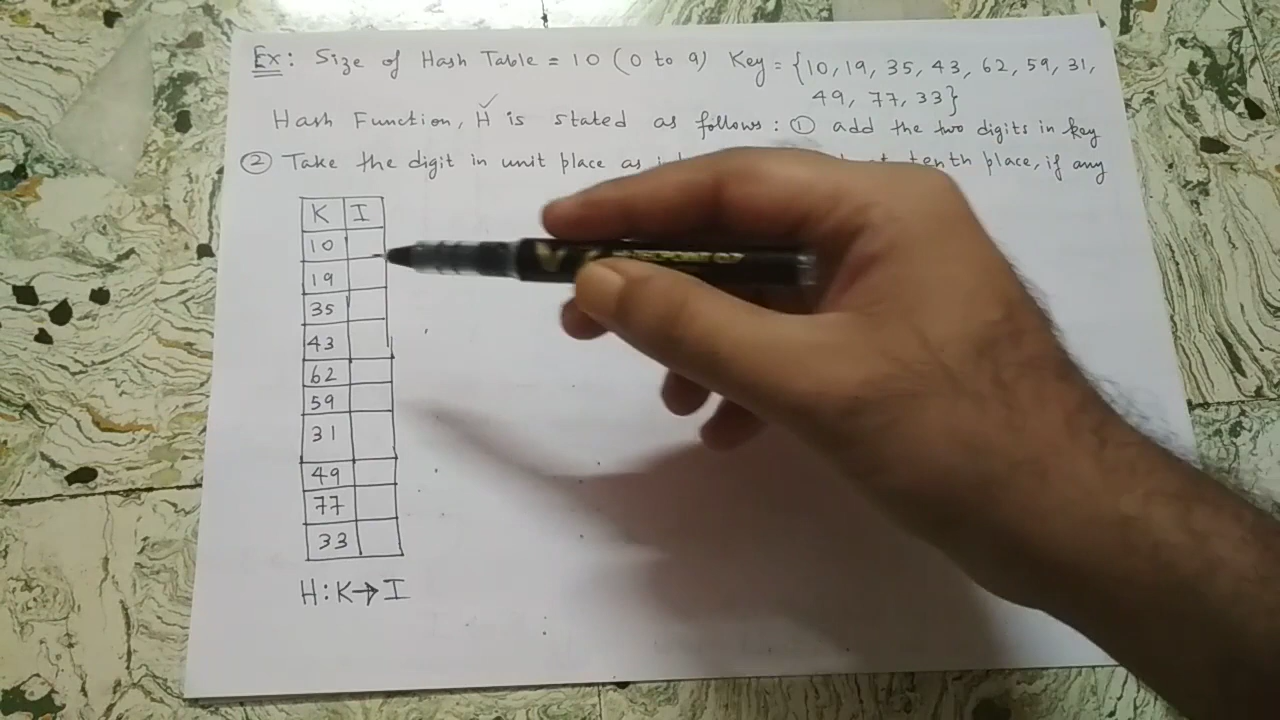 Ex: Size of Hash Table = 10 (0 to 9) Key = {10, 19, 35, 43, 62, 59, 31,
49, 77, 33}
Hash Function, H is stated as follows: ① add the two digits in key
② Take the digit in unit place as tenth place, if any
K I
10
19
35
43
62
59
31
49
77
33
H: K→I